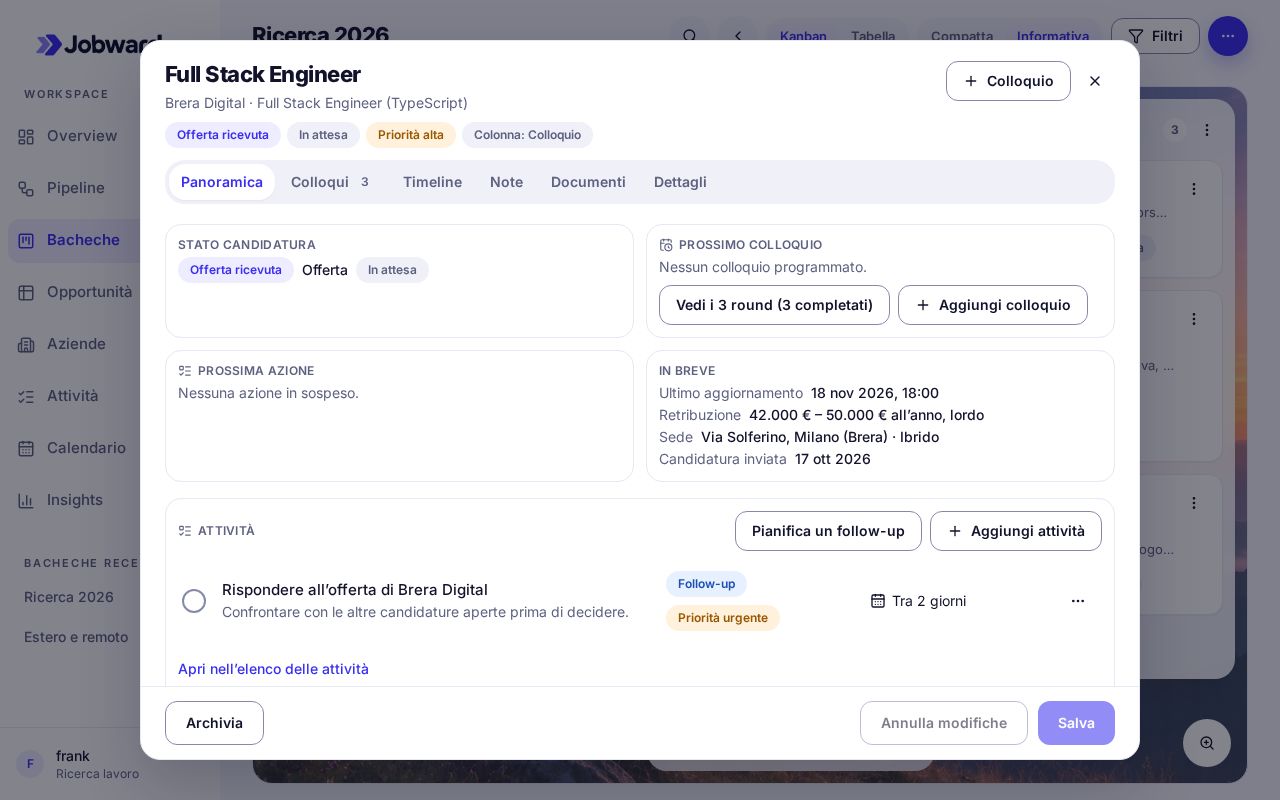 Jobward
WORKSPACE
Overview
Pipeline
Bacheche
Opportunità
Aziende
Attività
Calendario
Insights
BACHECHE RECE
Ricerca 2026
Estero e remoto
F
frank
Ricerca lavoro
Ricerca 2026
Kanban
Tabella
Compatta
Informativa
Filtri
3
Full Stack Engineer
Brera Digital · Full Stack Engineer (TypeScript)
Offerta ricevuta
In attesa
Priorità alta
Colonna: Colloquio
+ Colloquio
Panoramica
Colloqui 3
Timeline
Note
Documenti
Dettagli
STATO CANDIDATURA
Offerta ricevuta Offerta In attesa
PROSSIMO COLLOQUIO
Nessun colloquio programmato.
Vedi i 3 round (3 completati)
+ Aggiungi colloquio
PROSSIMA AZIONE
Nessuna azione in sospeso.
IN BREVE
Ultimo aggiornamento 18 nov 2026, 18:00
Retribuzione 42.000 € – 50.000 € all’anno, lordo
Sede Via Solferino, Milano (Brera) · Ibrido
Candidatura inviata 17 ott 2026
ATTIVITÀ
Pianifica un follow-up
+ Aggiungi attività
Rispondere all’offerta di Brera Digital
Confrontare con le altre candidature aperte prima di decidere.
Follow-up
Priorità urgente
Tra 2 giorni
Apri nell’elenco delle attività
Archivia
Annulla modifiche
Salva